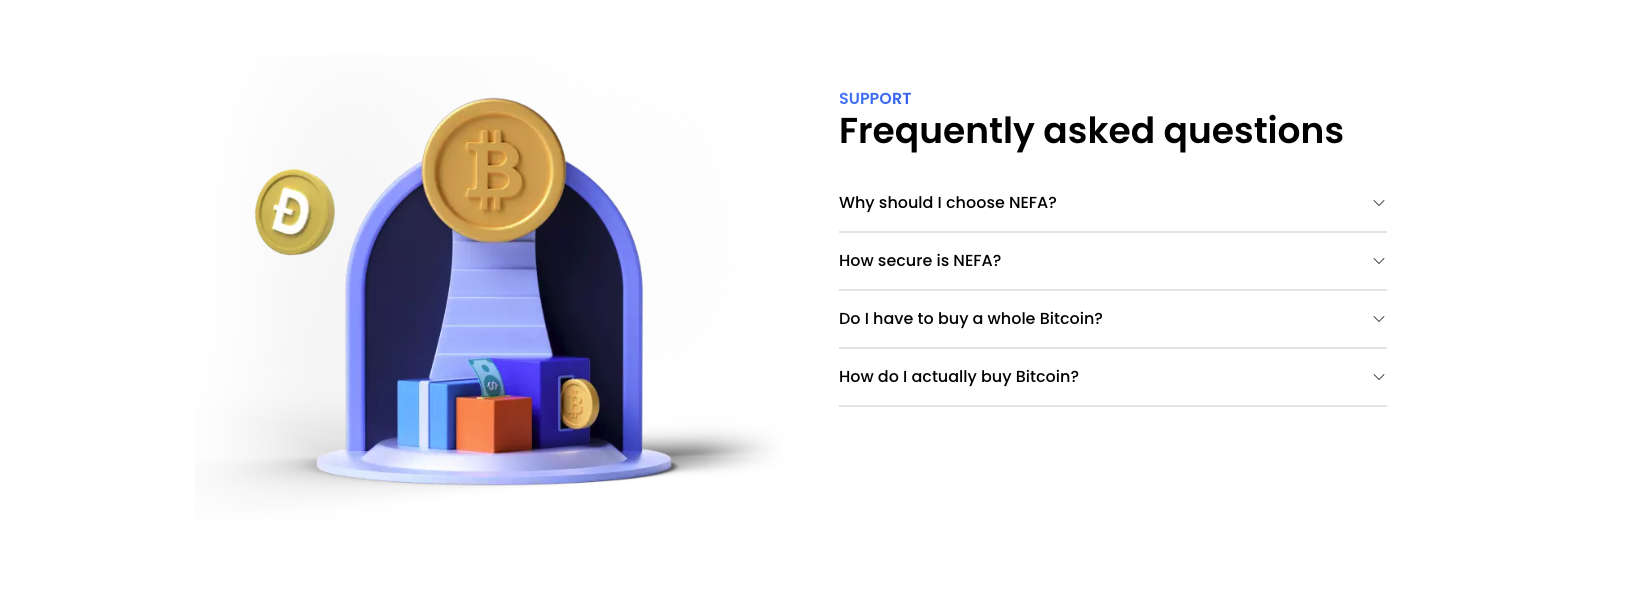 SUPPORT
Frequently asked questions
Why should I choose NEFA?
How secure is NEFA?
Do I have to buy a whole Bitcoin?
How do I actually buy Bitcoin?